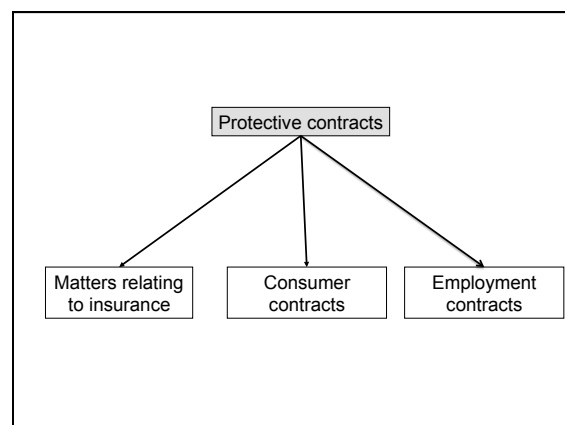 Protective contracts
Matters relating
to insurance
Consumer
contracts
Employment
contracts